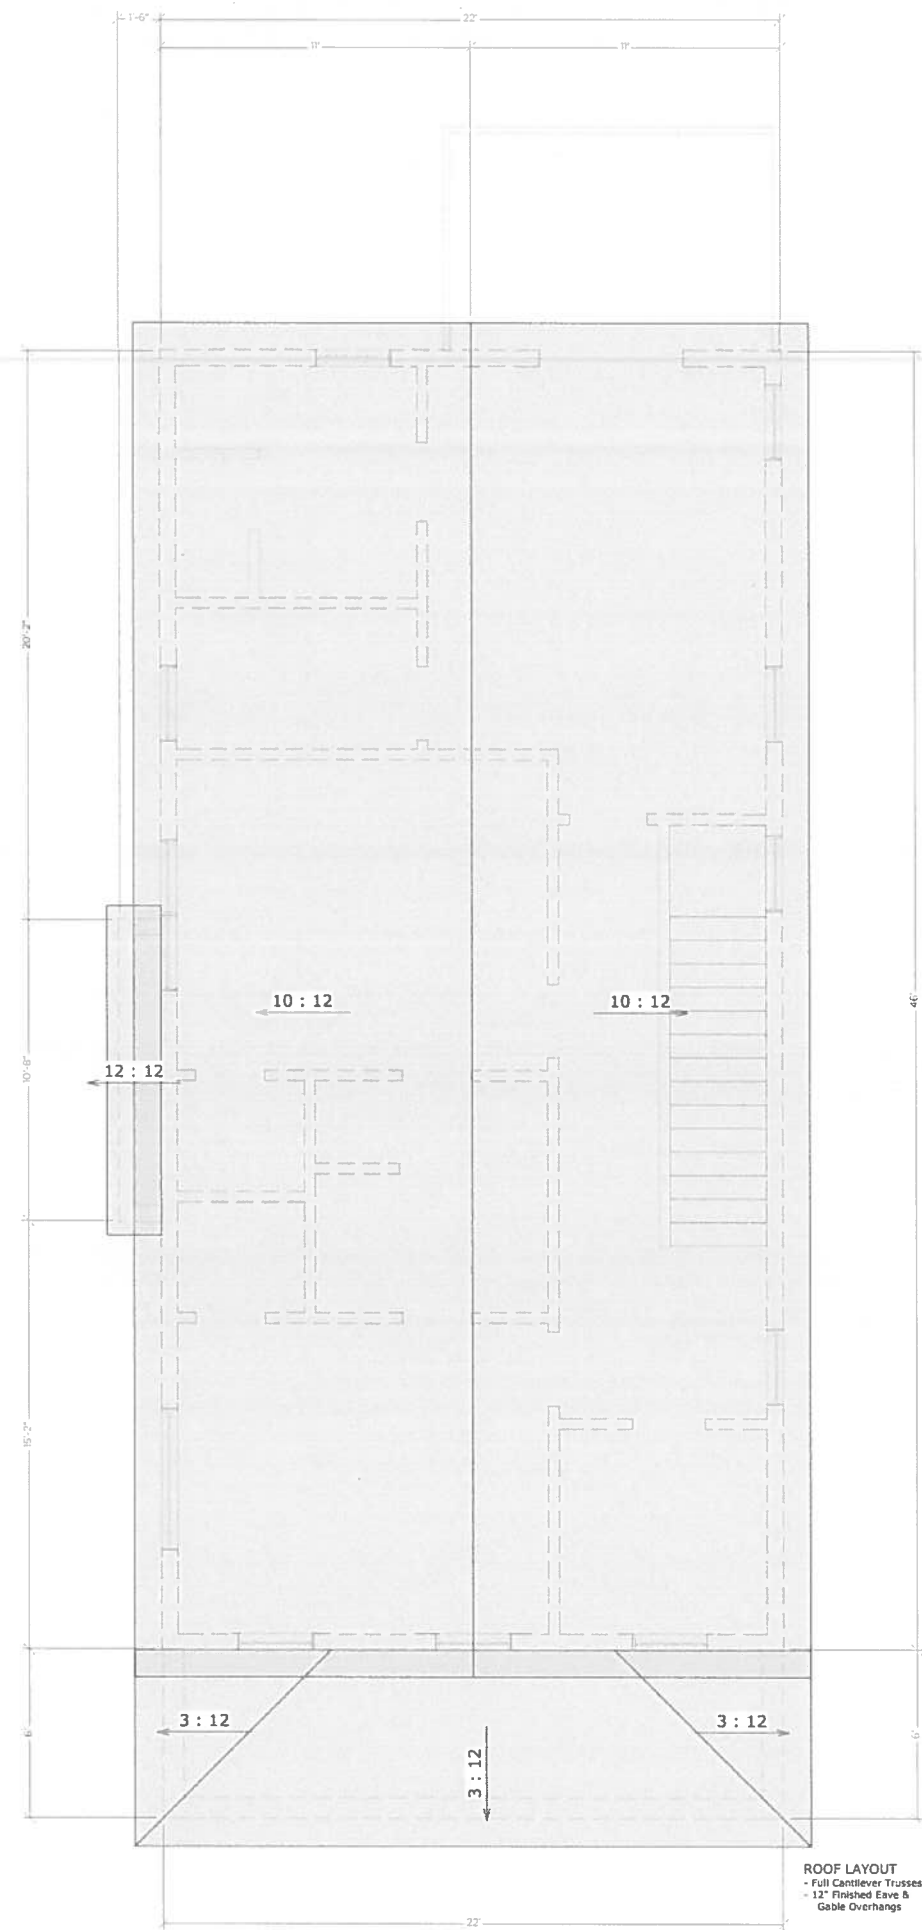 1'-6"
22'
11'
11'
20'-2"
46'
10 : 12
10 : 12
10'-8"
12 : 12
15'-2"
3 : 12
3 : 12
3 : 12
6'
6'
ROOF LAYOUT
- Full Cantilever Trusses
- 12" Finished Eave &
Gable Overhangs
22'